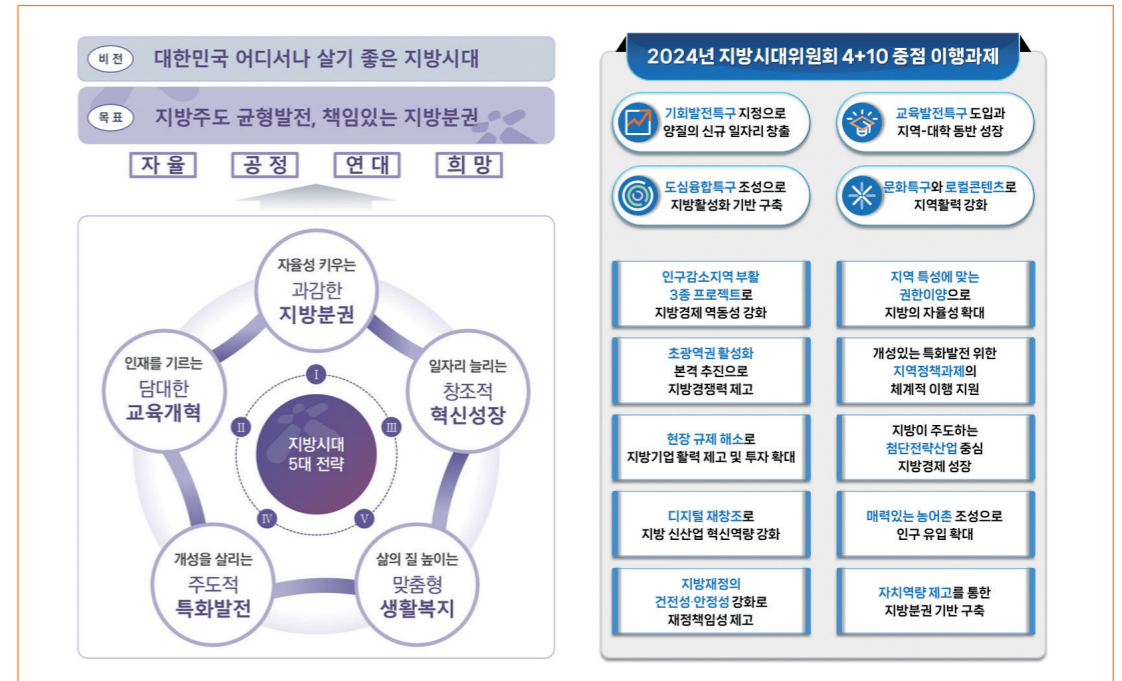 비전 대한민국 어디서나 살기 좋은 지방시대
목표 지방주도 균형발전, 책임있는 지방분권
자율 공정 연대 희망
자율성 키우는
과감한
지방분권
인재를 기르는
담대한
교육개혁
일자리 늘리는
창조적
혁신성장
I
II
III
지방시대
5대 전략
IV
V
개성을 살리는
주도적
특화발전
삶의 질 높이는
맞춤형
생활복지
2024년 지방시대위원회 4+10 중점 이행과제
기회발전특구 지정으로
양질의 신규 일자리 창출
교육발전특구 도입과
지역-대학 동반 성장
도심융합특구 조성으로
지방활성화 기반 구축
문화특구와 로컬콘텐츠로
지역활력 강화
인구감소지역 부활
3종 프로젝트로
지방경제 역동성 강화
지역 특성에 맞는
권한이양으로
지방의 자율성 확대
초광역권 활성화
본격 추진으로
지방경쟁력 제고
개성있는 특화발전 위한
지역정책과제의
체계적 이행 지원
현장 규제 해소로
지방기업 활력 제고 및 투자 확대
지방이 주도하는
첨단전략산업 중심
지방경제 성장
디지털 재창조로
지방 신산업 혁신역량 강화
매력있는 농어촌 조성으로
인구 유입 확대
지방재정의
건전성·안정성 강화로
재정책임성 제고
자치역량 제고를 통한
지방분권 기반 구축